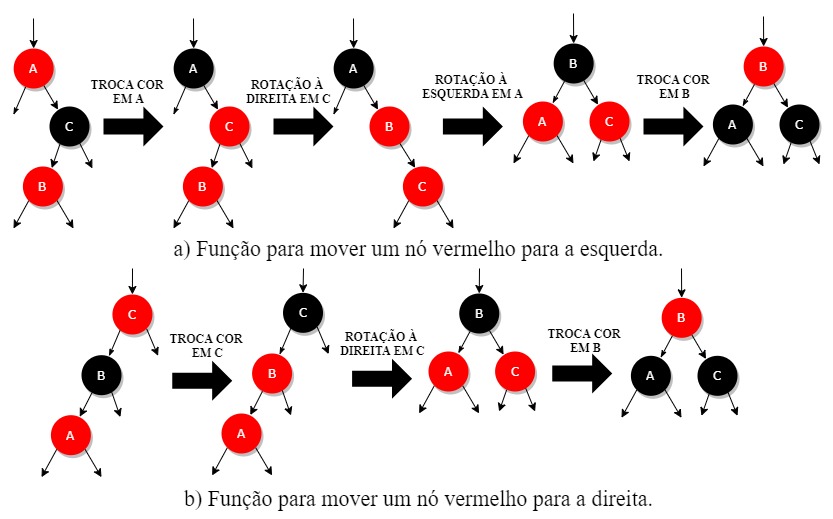 A
C
B
TROCA COR
EM A
A
C
B
ROTAÇÃO À
DIREITA EM C
A
B
C
ROTAÇÃO À
ESQUERDA EM A
B
A
C
TROCA COR
EM B
B
A
C
a) Função para mover um nó vermelho para a esquerda.
C
B
A
TROCA COR
EM C
C
B
A
ROTAÇÃO À
DIREITA EM C
B
A
C
TROCA COR
EM B
B
A
C
b) Função para mover um nó vermelho para a direita.